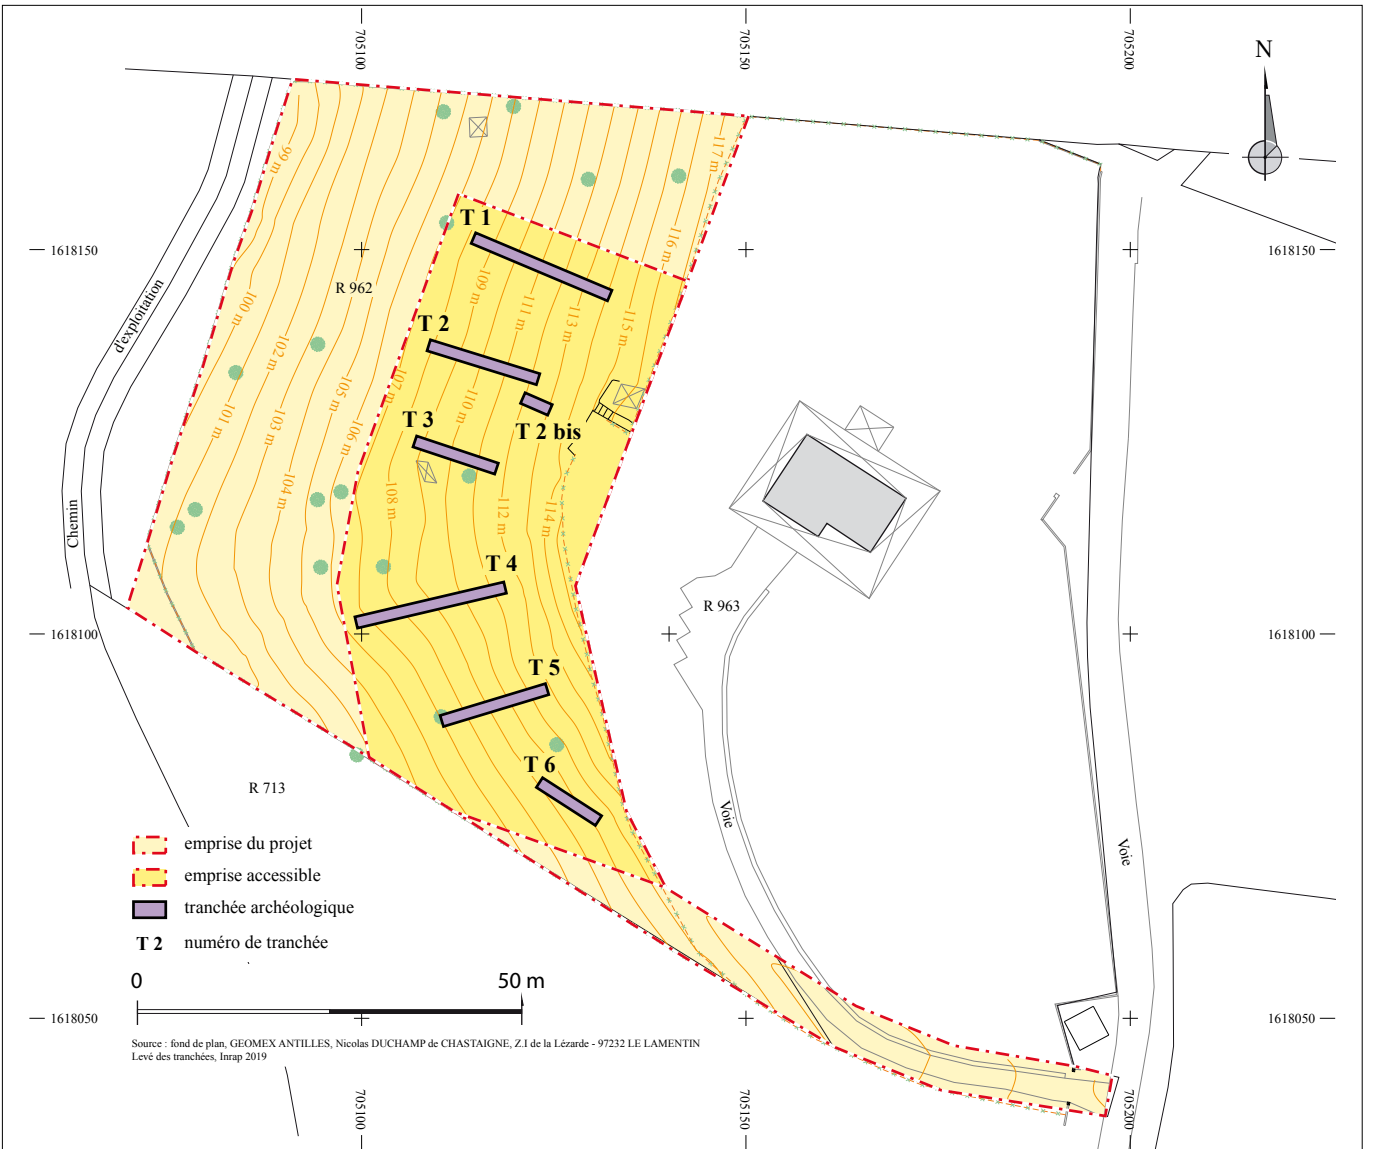 705100
705150
705200
N
117 m
99 m
T 1
116 m
1618150
1618150
R 962
109 m
d'exploitation
100 m
111 m
113 m
115 m
T 2
102 m
107 m
105 m
110 m
101 m
103 m
106 m
T 3
T 2 bis
104 m
108 m
112 m
114 m
Chemin
T 4
R 963
1618100
1618100
T 5
T 6
R 713
Voie
Voie
emprise du projet
emprise accessible
tranchée archéologique
T 2 numéro de tranchée
0 50 m
1618050
1618050
Source : fond de plan, GEOMEX ANTILLES, Nicolas DUCHAMP de CHASTAIGNE, Z.I de la Lézarde - 97232 LE LAMENTIN
Levé des tranchées, Inrap 2019
705100
705150
705200